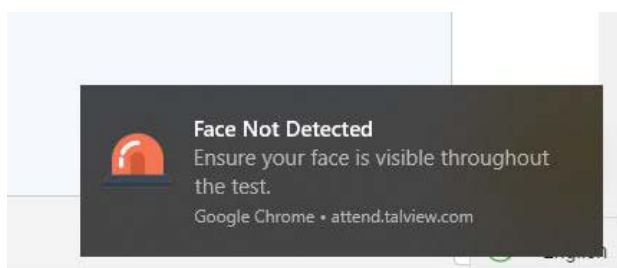 Face Not Detected
Ensure your face is visible throughout
the test.
Google Chrome • attend.talview.com